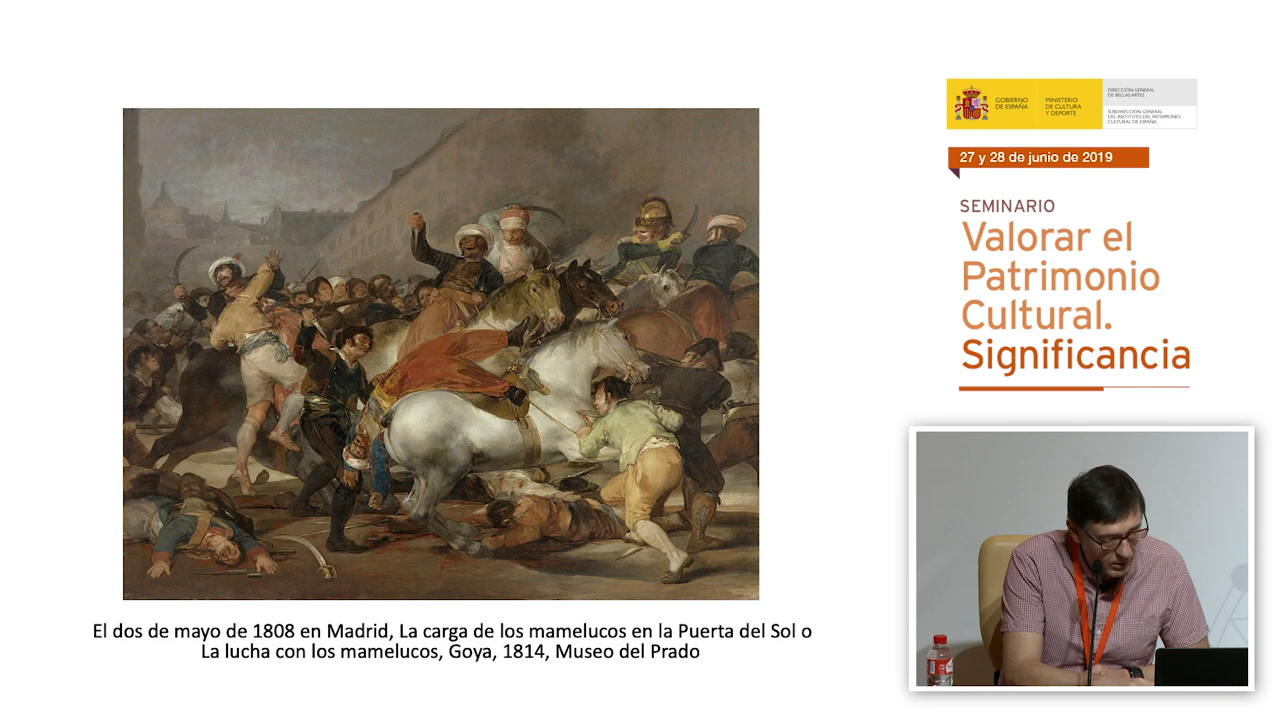 GOBIERNO
DE ESPAÑA
MINISTERIO
DE CULTURA
Y DEPORTE
DIRECCIÓN GENERAL
DE BELLAS ARTES
SUBDIRECCIÓN GENERAL
DEL INSTITUTO DEL PATRIMONIO
CULTURAL DE ESPAÑA
27 y 28 de junio de 2019
SEMINARIO
Valorar el
Patrimonio
Cultural.
Significancia
El dos de mayo de 1808 en Madrid, La carga de los mamelucos en la Puerta del Sol o
La lucha con los mamelucos, Goya, 1814, Museo del Prado